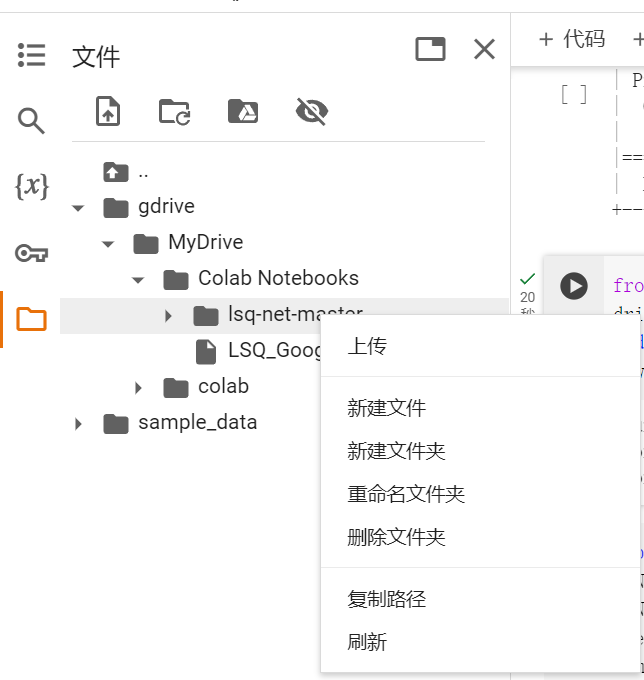 文件
+ 代码
{x}
..
gdrive
MyDrive
Colab Notebooks
lsq-net-master
LSQ_Goog
colab
sample_data
上传
新建文件
新建文件夹
重命名文件夹
删除文件夹
复制路径
刷新
[ ]
| P
|==
+--
20
秒
fro
dri